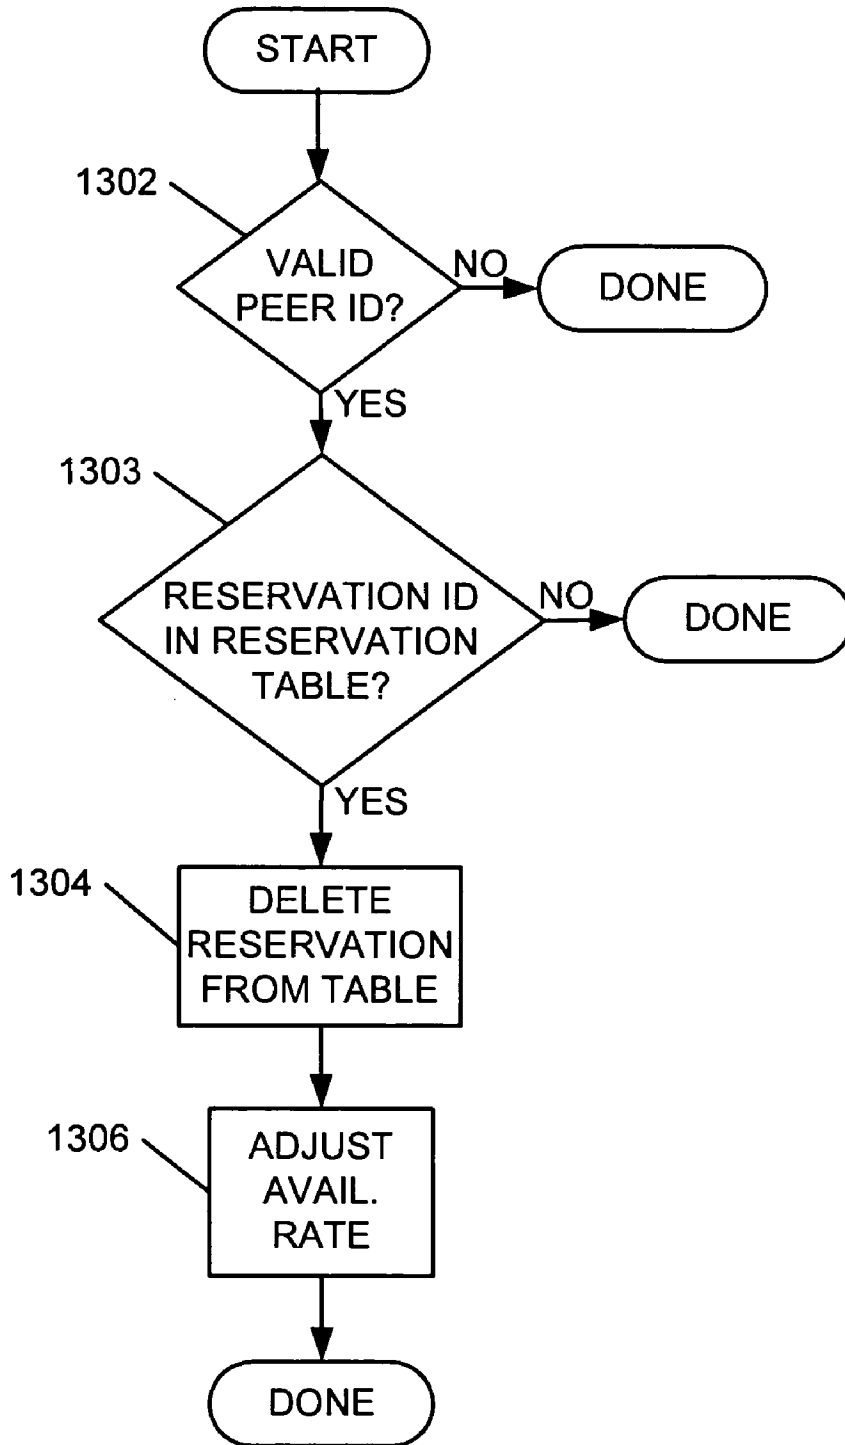 START
1302
VALID
PEER ID?
NO
DONE
YES
1303
RESERVATION ID
IN RESERVATION
TABLE?
NO
DONE
YES
1304
DELETE
RESERVATION
FROM TABLE
1306
ADJUST
AVAIL.
RATE
DONE